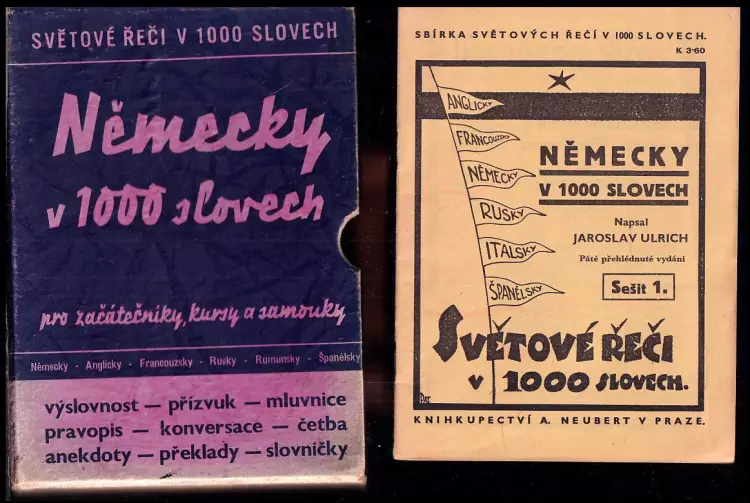 SVĚTOVÉ ŘEČI V 1000 SLOVECH
Německy
v 1000 slovech
pro začátečníky, kursy a samouky
Německy - Anglicky - Francouzsky - Rusky - Rumunsky - Španělsky
výslovnost — přízvuk — mluvnice
pravopis — konversace — četba
anekdoty — překlady — slovníčky
SBÍRKA SVĚTOVÝCH ŘEČÍ V 1000 SLOVECH.
K 3·60
ANGLICKY
FRANCOUZSKY
NĚMECKY
RUSKY
ITALSKY
ŠPANĚLSKY
NĚMECKY
V 1000 SLOVECH
Napsal
JAROSLAV ULRICH
Páté přehlédnuté vydání
Sešit 1.
SVĚTOVÉ ŘEČI
v 1000 SLOVECH.
PAT
KNIHKUPECTVÍ A. NEUBERT V PRAZE.